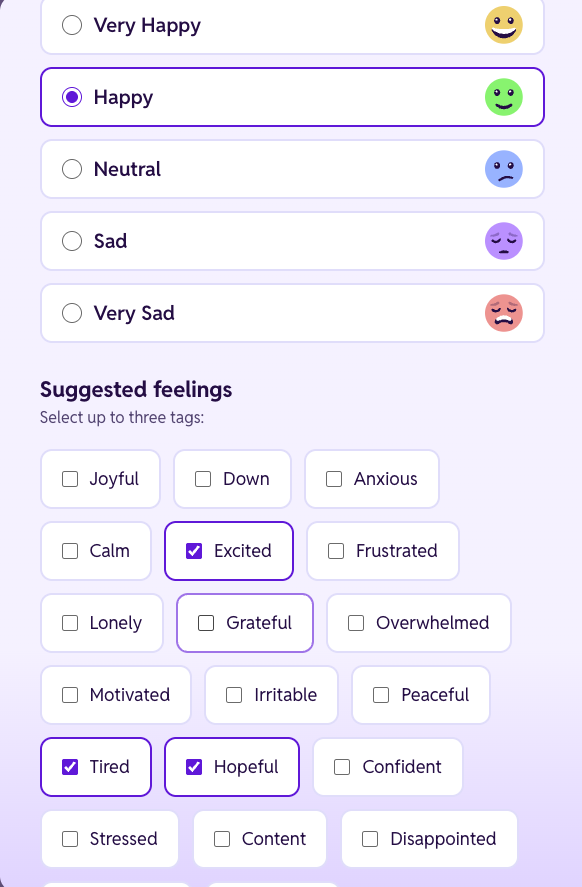 Very Happy
Happy
Neutral
Sad
Very Sad
Suggested feelings
Select up to three tags:
Joyful Down Anxious
Calm Excited Frustrated
Lonely Grateful Overwhelmed
Motivated Irritable Peaceful
Tired Hopeful Confident
Stressed Content Disappointed